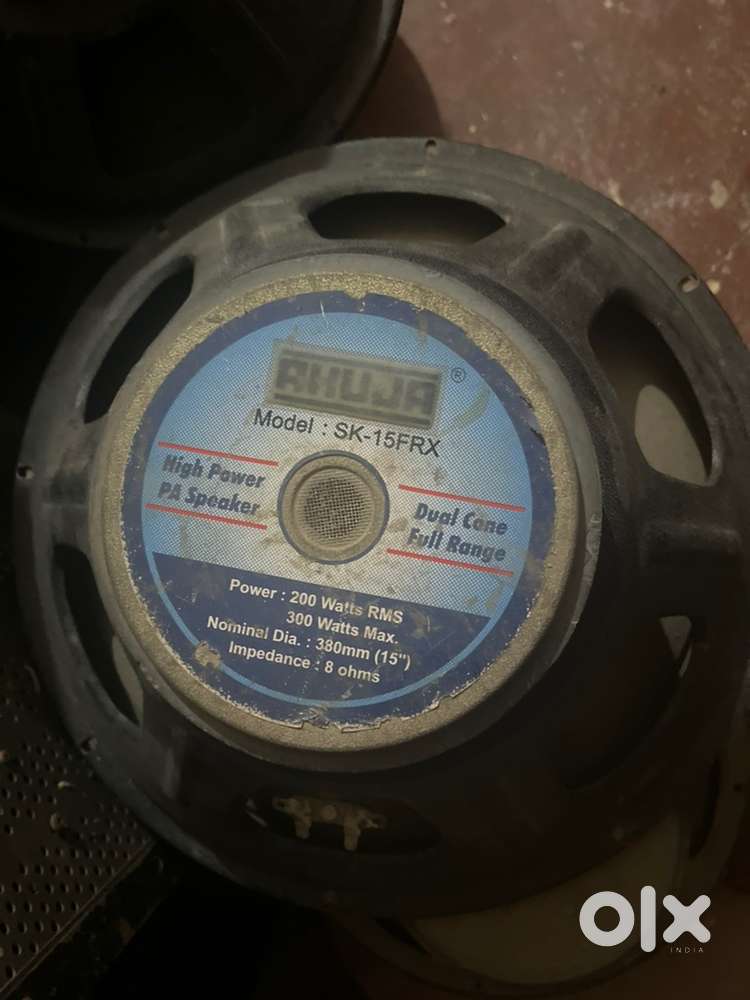 AHUJA ®
Model : SK-15FRX
High Power
PA Speaker
Dual Cone
Full Range
Power : 200 Watts RMS
300 Watts Max.
Nominal Dia. : 380mm (15")
Impedance : 8 ohms
olx
INDIA